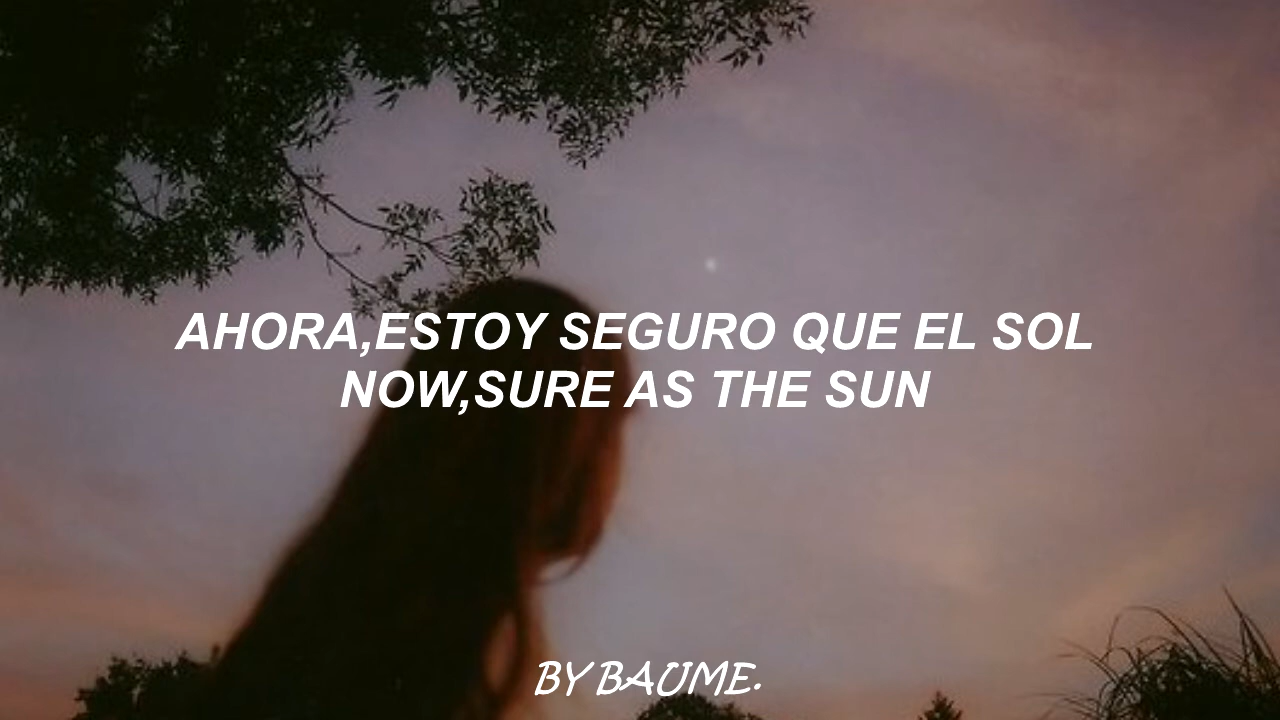 AHORA,ESTOY SEGURO QUE EL SOL
NOW,SURE AS THE SUN
BY BAUME.